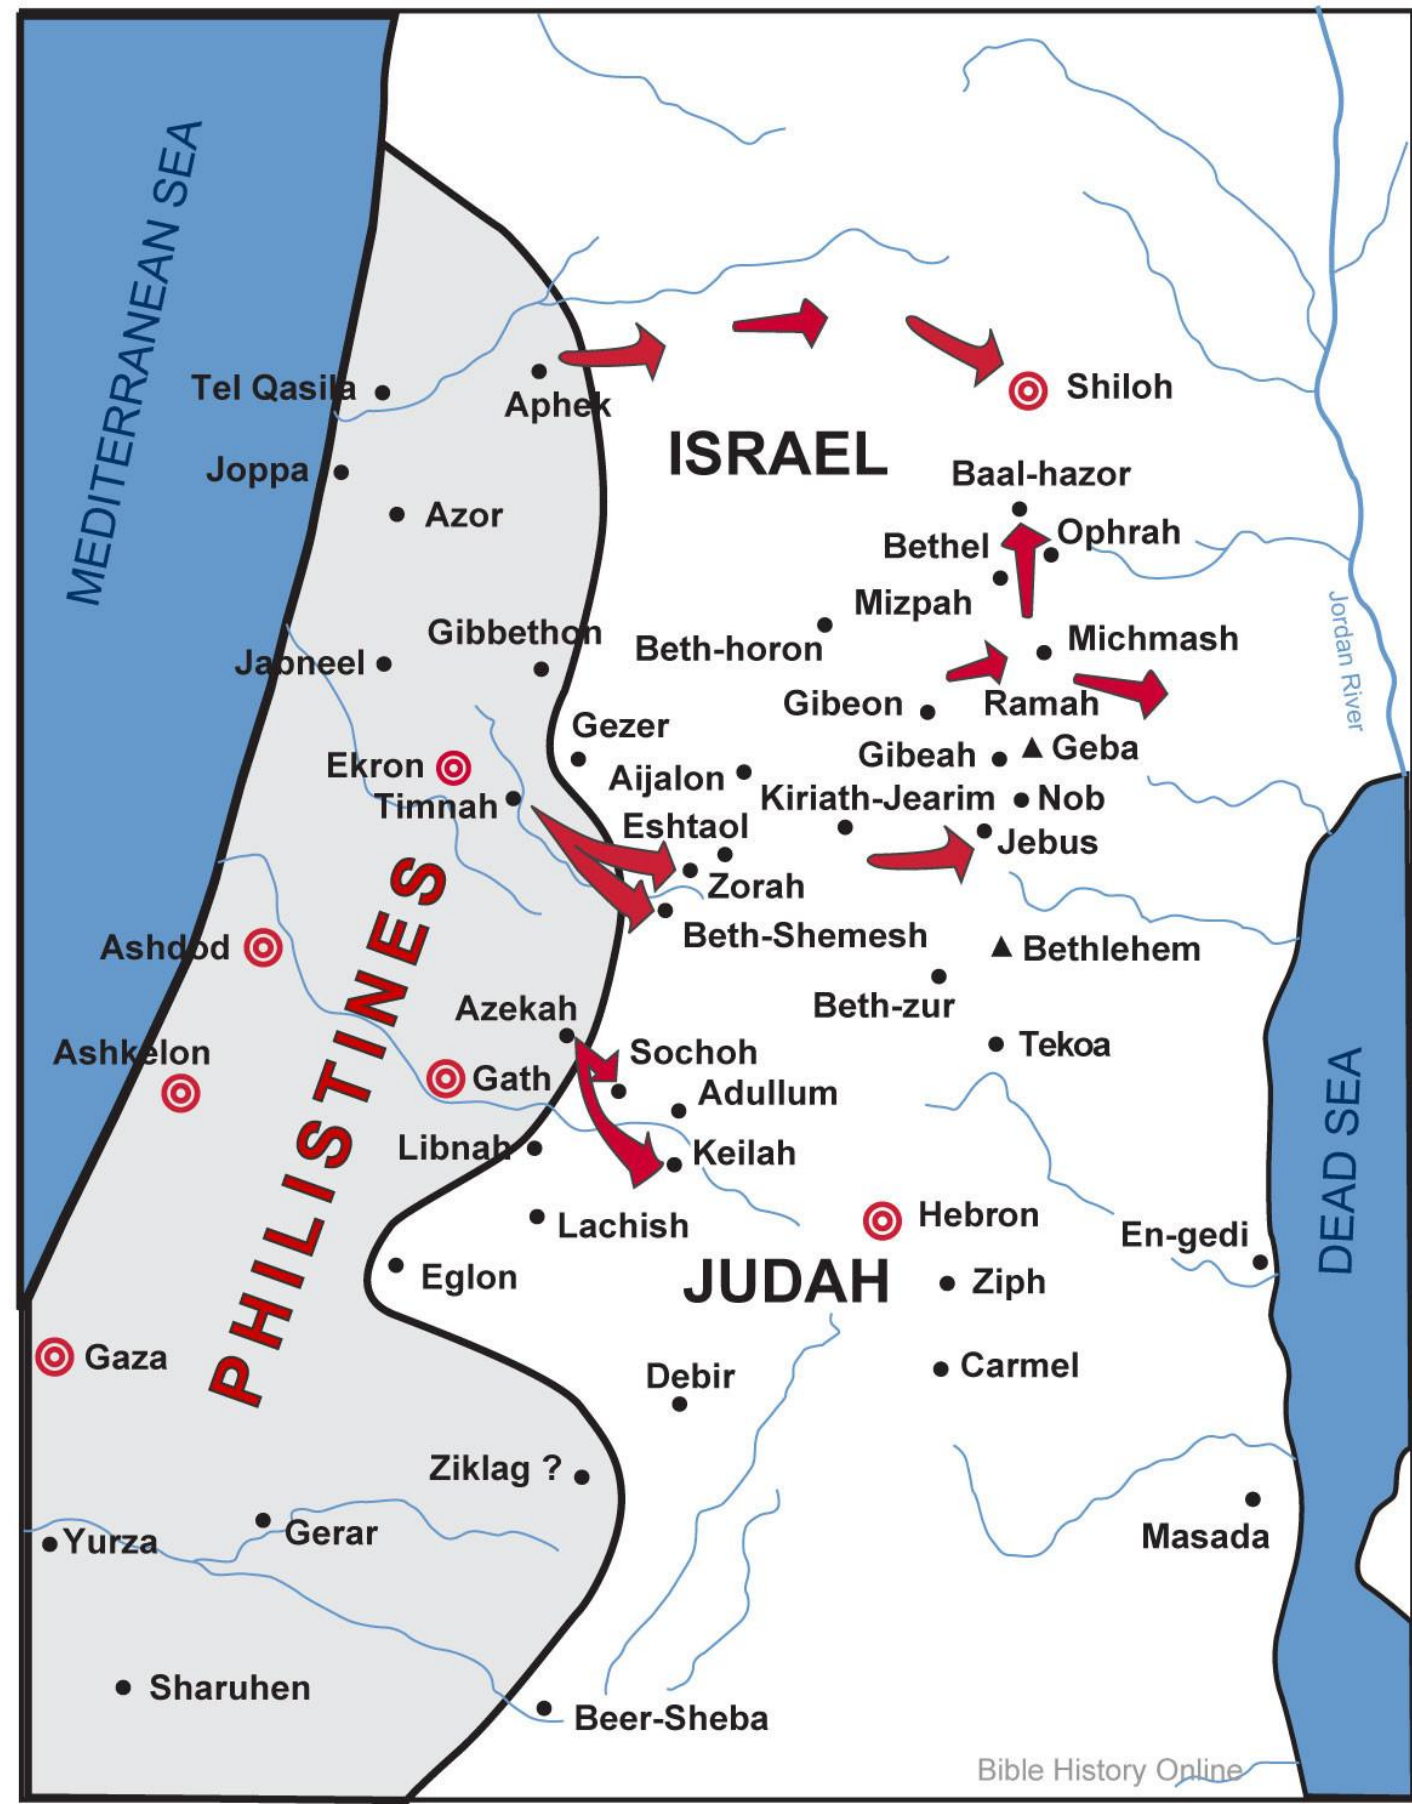 MEDITERRANEAN SEA
Tel Qasila
Aphek
Shiloh
ISRAEL
Joppa
Baal-hazor
Azor
Bethel
Ophrah
Mizpah
Jordan River
Gibbethon
Beth-horon
Michmash
Jabneel
Gibeon
Ramah
Gezer
Gibeah
Geba
Ekron
Aijalon
Timnah
Kiriath-Jearim
Nob
Eshtaol
Jebus
Zorah
PHILISTINES
Ashdod
Beth-Shemesh
Bethlehem
Azekah
Beth-zur
Ashkelon
Sochoh
Tekoa
Gath
Adullum
Libnah
Keilah
DEAD SEA
Lachish
Hebron
En-gedi
Eglon
JUDAH
Ziph
Gaza
Debir
Carmel
Ziklag ?
Yurza
Gerar
Masada
Sharuhen
Beer-Sheba
Bible History Online